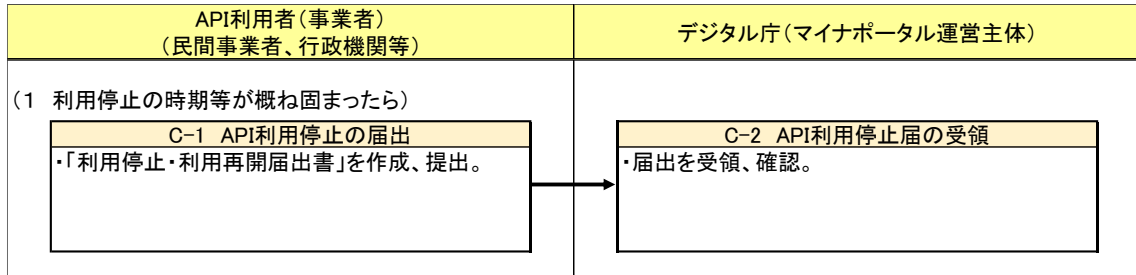 API利用者(事業者)
(民間事業者、行政機関等)
デジタル庁(マイナポータル運営主体)
(1 利用停止の時期等が概ね固まったら)
C-1 API利用停止の届出
・「利用停止・利用再開届出書」を作成、提出。
C-2 API利用停止届の受領
・届出を受領、確認。